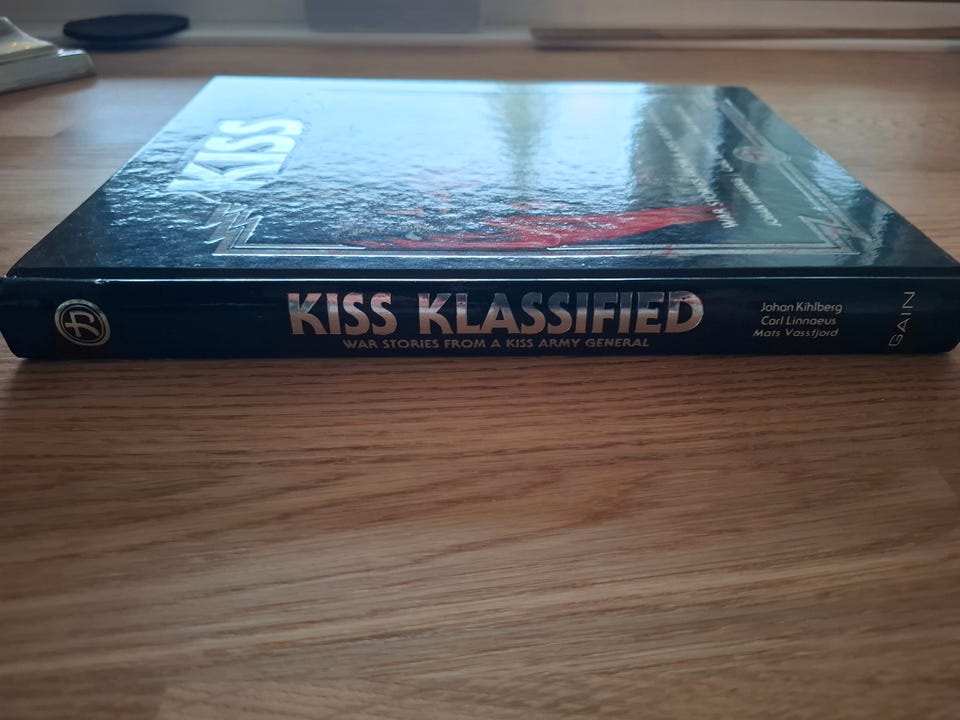 KISS
KISS KLASSIFIED
WAR STORIES FROM A KISS ARMY GENERAL
Johan Kihlberg
Carl Linnaeus
Mats Vassfjord
GAIN